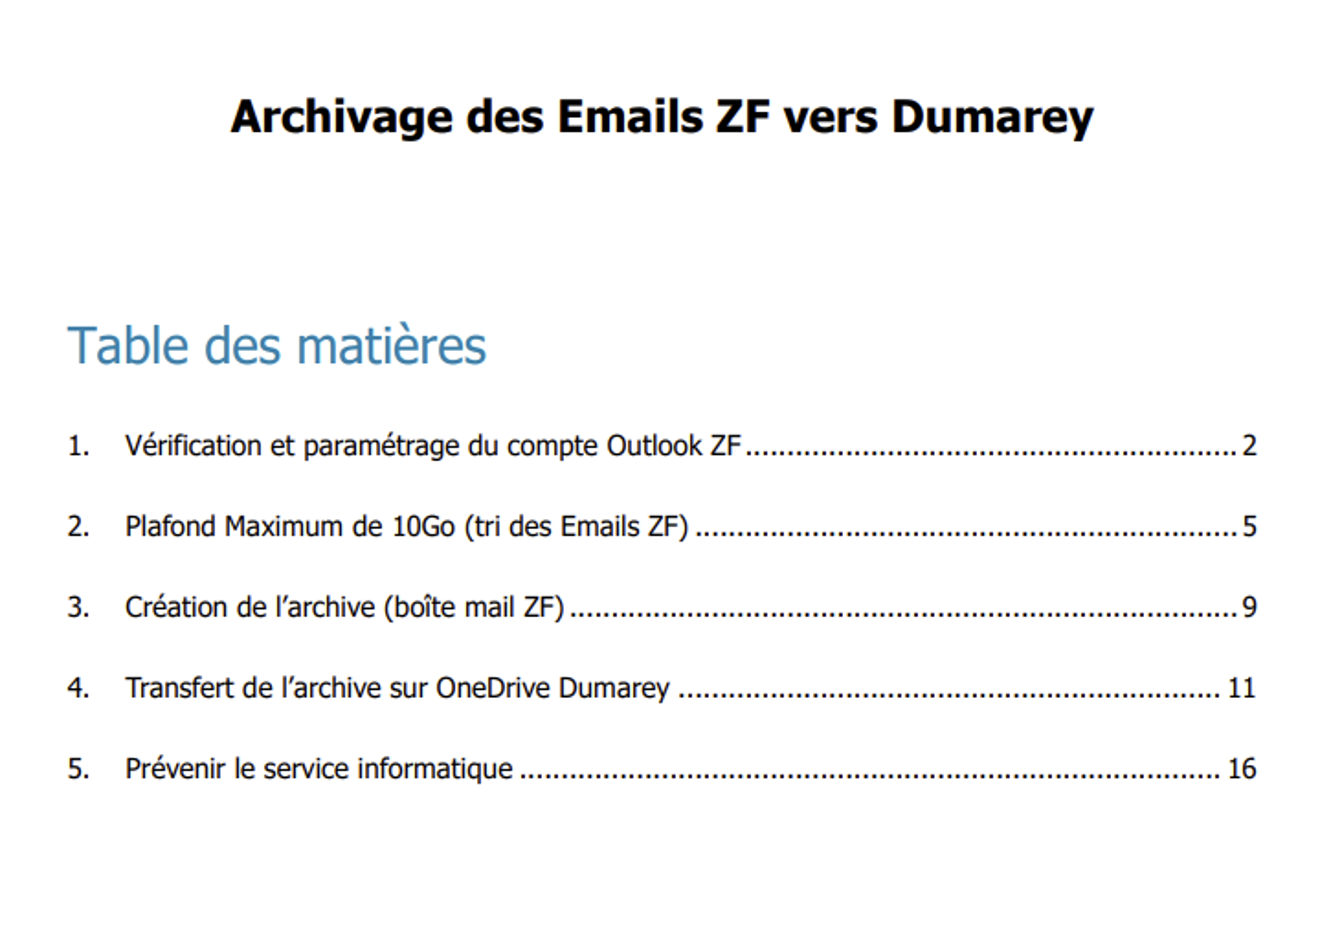 Archivage des Emails ZF vers Dumarey
Table des matières
1. Vérification et paramétrage du compte Outlook ZF ............................................................ 2
2. Plafond Maximum de 10Go (tri des Emails ZF) .................................................................. 5
3. Création de l’archive (boîte mail ZF) ................................................................................. 9
4. Transfert de l’archive sur OneDrive Dumarey .................................................................. 11
5. Prévenir le service informatique ..................................................................................... 16